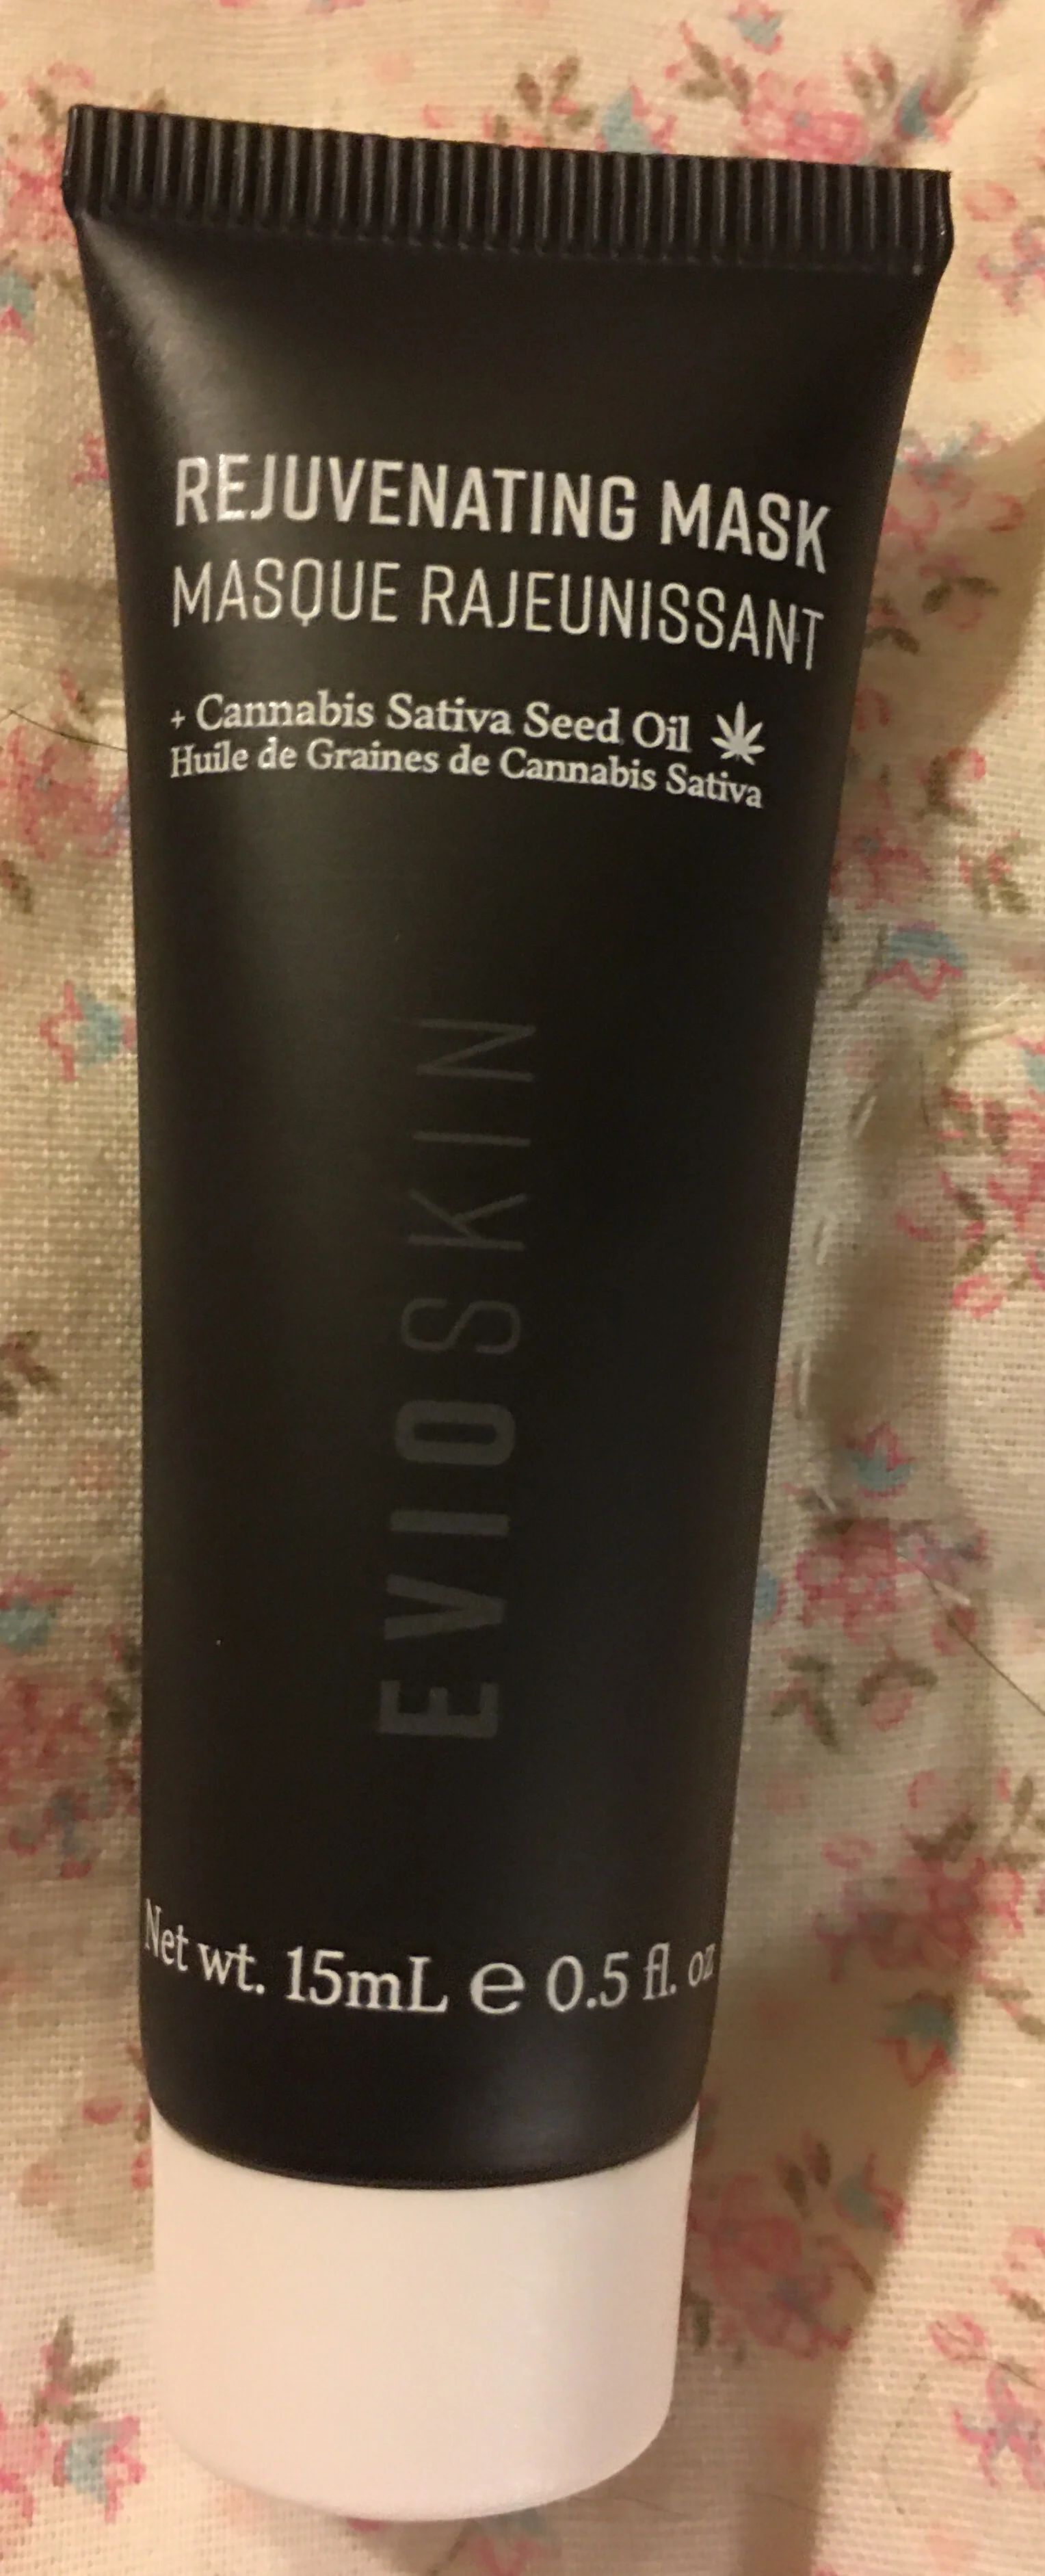 REJUVENATING MASK
MASQUE RAJEUNISSANT
+ Cannabis Sativa Seed Oil
Huile de Graines de Cannabis Sativa
EVIOSKIN
Net wt. 15mL e 0.5 fl. oz